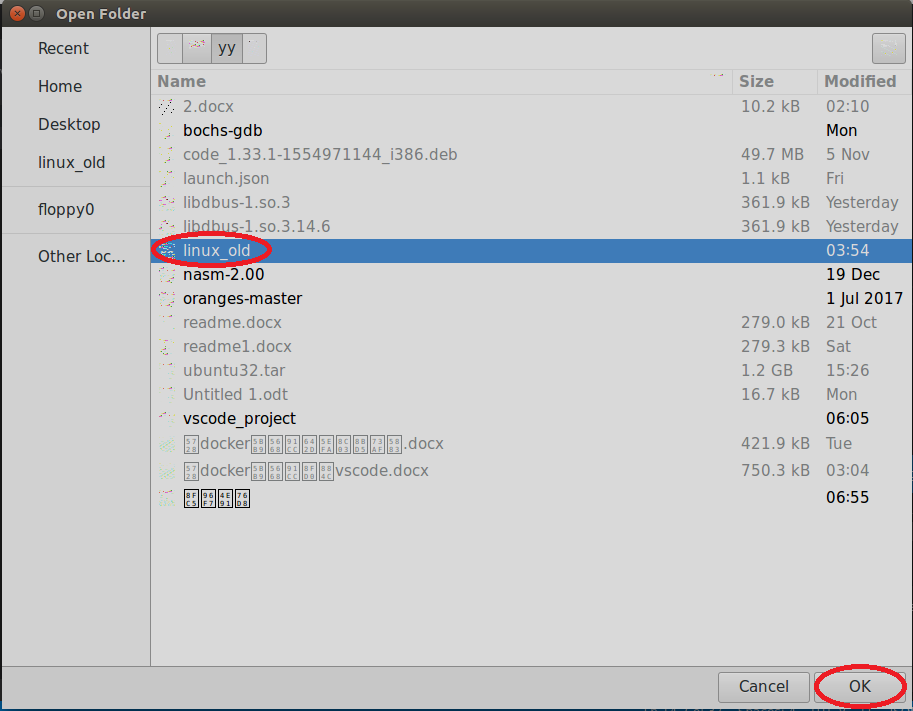 Open Folder
Recent
Home
Desktop
linux_old
floppy0
Other Loc...
yy
Name Size Modified
2.docx 10.2 kB 02:10
bochs-gdb Mon
code_1.33.1-1554971144_i386.deb 49.7 MB 5 Nov
launch.json 1.1 kB Fri
libdbus-1.so.3 361.9 kB Yesterday
libdbus-1.so.3.14.6 361.9 kB Yesterday
linux_old 03:54
nasm-2.00 19 Dec
oranges-master 1 Jul 2017
readme.docx 279.0 kB 21 Oct
readme1.docx 279.3 kB Sat
ubuntu32.tar 1.2 GB 15:26
Untitled 1.odt 16.7 kB Mon
vscode_project 06:05
docker .docx 421.9 kB Tue
docker vscode.docx 750.3 kB 03:04
06:55
Cancel OK